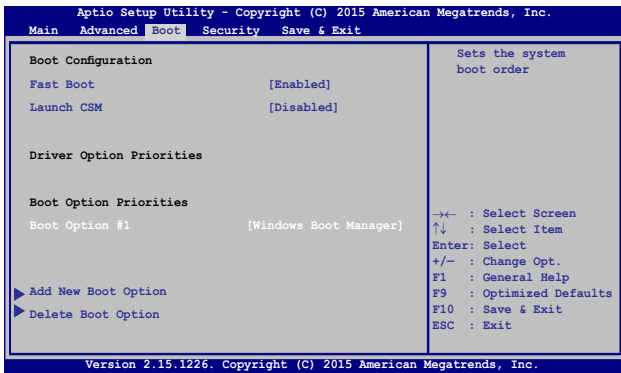 Aptio Setup Utility - Copyright (C) 2015 American Megatrends, Inc.
Main Advanced Boot Security Save & Exit
Boot Configuration
Fast Boot [Enabled]
Launch CSM [Disabled]
Driver Option Priorities
Boot Option Priorities
Boot Option #1 [Windows Boot Manager]
Add New Boot Option
Delete Boot Option
Sets the system
boot order
→← : Select Screen
↑↓ : Select Item
Enter: Select
+/— : Change Opt.
F1 : General Help
F9 : Optimized Defaults
F10 : Save & Exit
ESC : Exit
Version 2.15.1226. Copyright (C) 2015 American Megatrends, Inc.